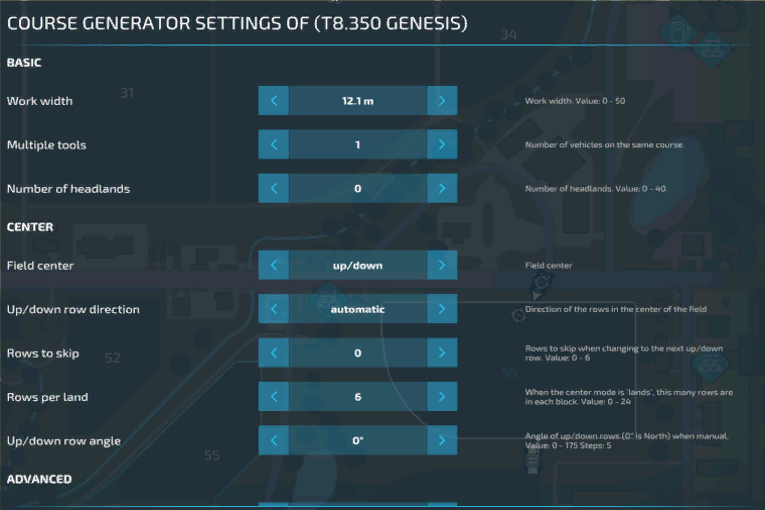 COURSE GENERATOR SETTINGS OF (T8.350 GENESIS)
34
BASIC
31
Work width
12.1 m
Work width. Value: 0 - 50
Multiple tools
1
Number of vehicles on the same course.
Number of headlands
0
Number of headlands. Value: 0 - 40
CENTER
Field center
up/down
Field center
Up/down row direction
automatic
Direction of the rows in the center of the field
Rows to skip
0
Rows to skip when changing to the next up/down
row. Value: 0 - 6
52
56
Rows per land
6
When the center mode is 'lands', this many rows are
in each block. Value: 0 - 24
Up/down row angle
0°
Angle of up/down rows (0° is North) when manual.
Value: 0 - 175 Steps: 5
55
ADVANCED